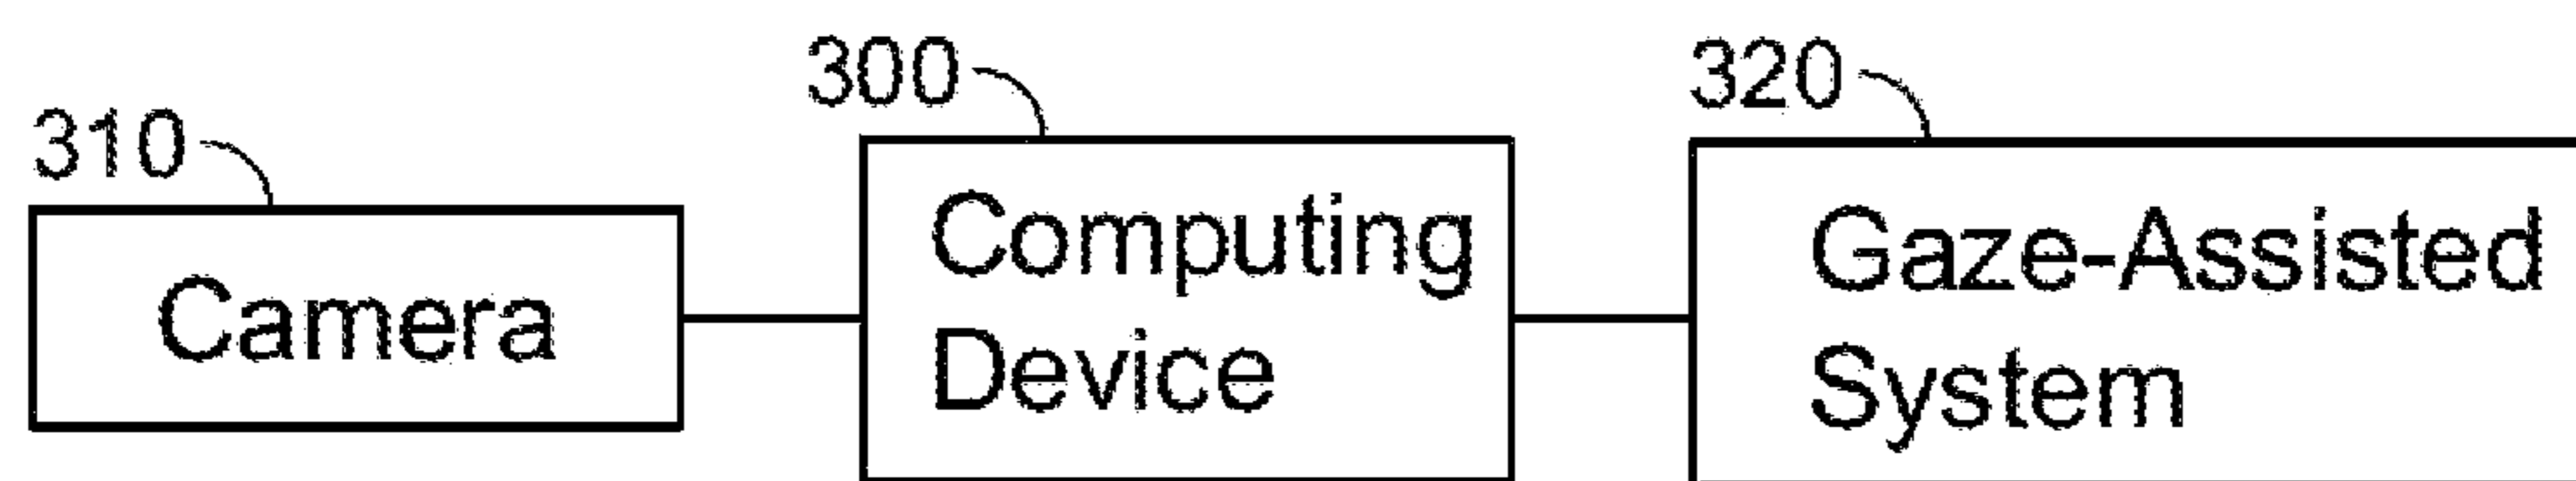 310
Camera
300
Computing
Device
320
Gaze-Assisted
System